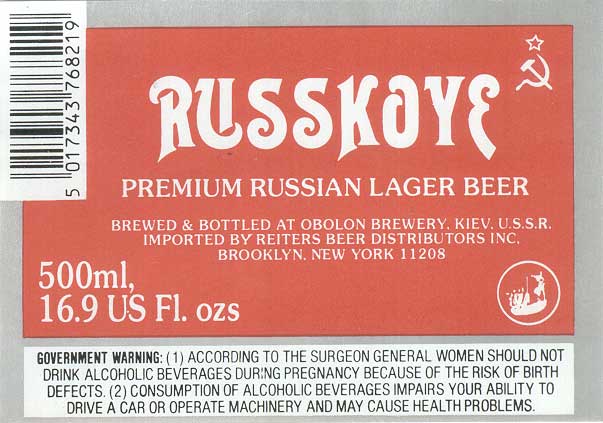 5 017343 768219
RUSSKOYE
PREMIUM RUSSIAN LAGER BEER
BREWED & BOTTLED AT OBOLON BREWERY, KIEV, U.S.S.R.
IMPORTED BY REITERS BEER DISTRIBUTORS INC,
BROOKLYN, NEW YORK 11208
500ml,
16.9 US Fl. ozs
GOVERNMENT WARNING: (1) ACCORDING TO THE SURGEON GENERAL WOMEN SHOULD NOT
DRINK ALCOHOLIC BEVERAGES DURING PREGNANCY BECAUSE OF THE RISK OF BIRTH
DEFECTS. (2) CONSUMPTION OF ALCOHOLIC BEVERAGES IMPAIRS YOUR ABILITY TO
DRIVE A CAR OR OPERATE MACHINERY AND MAY CAUSE HEALTH PROBLEMS.